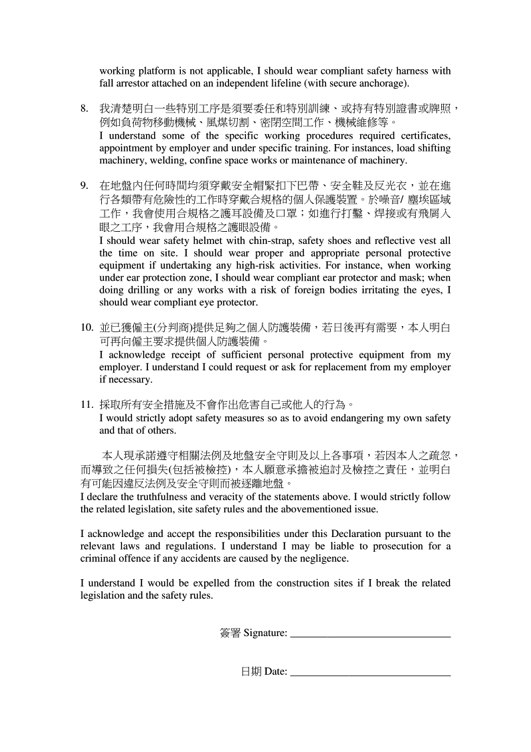 working platform is not applicable, I should wear compliant safety harness with
fall arrestor attached on an independent lifeline (with secure anchorage).
8. 我清楚明白一些特別工序是須要委任和特別訓練、或持有特別證書或牌照，
例如負荷物移動機械、風煤切割、密閉空間工作、機械維修等。
I understand some of the specific working procedures required certificates,
appointment by employer and under specific training. For instances, load shifting
machinery, welding, confine space works or maintenance of machinery.
9. 在地盤內任何時間均須穿戴安全帽緊扣下巴帶、安全鞋及反光衣，並在進
行各類帶有危險性的工作時穿戴合規格的個人保護裝置。於噪音/ 塵埃區域
工作，我會使用合規格之護耳設備及口罩；如進行打鑿、焊接或有飛屑入
眼之工序，我會用合規格之護眼設備。
I should wear safety helmet with chin-strap, safety shoes and reflective vest all
the time on site. I should wear proper and appropriate personal protective
equipment if undertaking any high-risk activities. For instance, when working
under ear protection zone, I should wear compliant ear protector and mask; when
doing drilling or any works with a risk of foreign bodies irritating the eyes, I
should wear compliant eye protector.
10. 並已獲僱主(分判商)提供足夠之個人防護裝備，若日後再有需要，本人明白
可再向僱主要求提供個人防護裝備。
I acknowledge receipt of sufficient personal protective equipment from my
employer. I understand I could request or ask for replacement from my employer
if necessary.
11. 採取所有安全措施及不會作出危害自己或他人的行為。
I would strictly adopt safety measures so as to avoid endangering my own safety
and that of others.
本人現承諾遵守相關法例及地盤安全守則及以上各事項，若因本人之疏忽，
而導致之任何損失(包括被檢控)，本人願意承擔被追討及檢控之責任，並明白
有可能因違反法例及安全守則而被逐離地盤。
I declare the truthfulness and veracity of the statements above. I would strictly follow
the related legislation, site safety rules and the abovementioned issue.
I acknowledge and accept the responsibilities under this Declaration pursuant to the
relevant laws and regulations. I understand I may be liable to prosecution for a
criminal offence if any accidents are caused by the negligence.
I understand I would be expelled from the construction sites if I break the related
legislation and the safety rules.
簽署 Signature: ______________________________
日期 Date: ______________________________